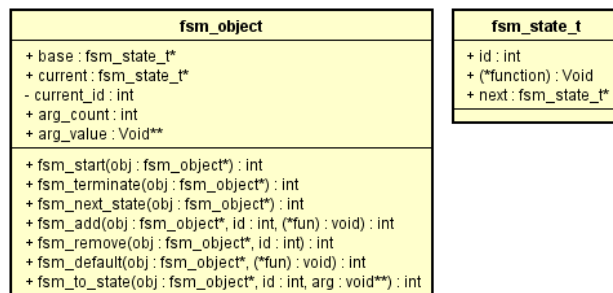 fsm_object
+ base : fsm_state_t*
+ current : fsm_state_t*
- current_id : int
+ arg_count : int
+ arg_value : Void**
+ fsm_start(obj : fsm_object*) : int
+ fsm_terminate(obj : fsm_object*) : int
+ fsm_next_state(obj : fsm_object*) : int
+ fsm_add(obj : fsm_object*, id : int, (*fun) : void) : int
+ fsm_remove(obj : fsm_object*, id : int) : int
+ fsm_default(obj : fsm_object*, (*fun) : void) : int
+ fsm_to_state(obj : fsm_object*, id : int, arg : void**) : int
fsm_state_t
+ id : int
+ (*function) : Void
+ next : fsm_state_t*